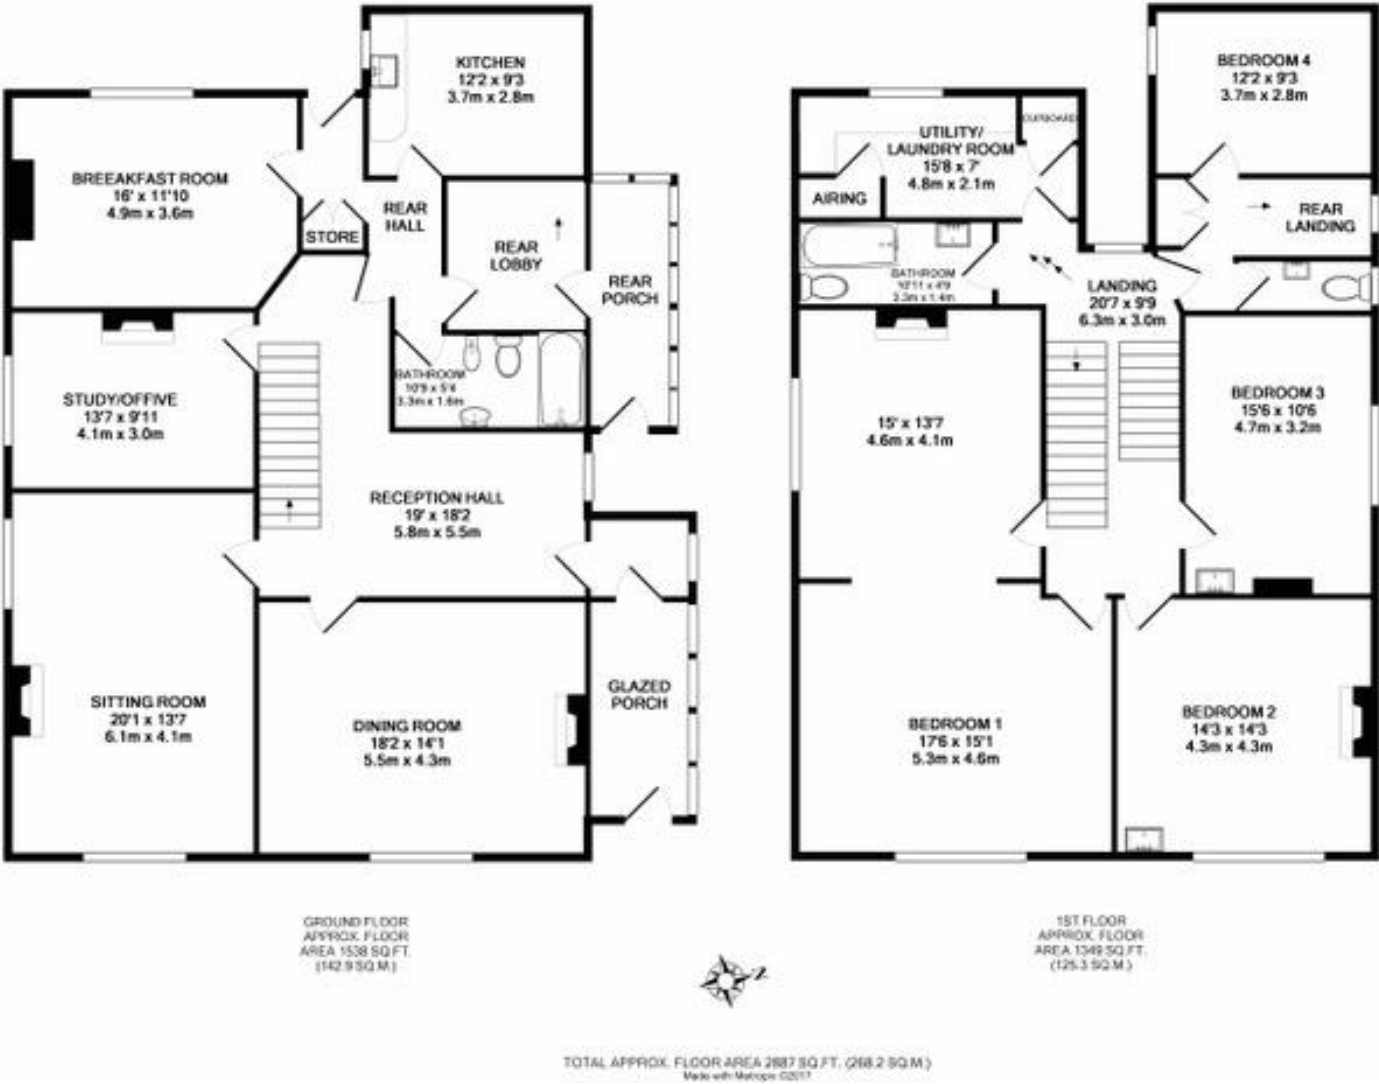 KITCHEN
12'2 x 9'3
3.7m x 2.8m
BREEAKFAST ROOM
16' x 11'10
4.9m x 3.6m
STORE
REAR
HALL
REAR
LOBBY
REAR
PORCH
STUDY/OFFIVE
13'7 x 9'11
4.1m x 3.0m
BATHROOM
10'9 x 5'4
3.3m x 1.6m
RECEPTION HALL
19' x 18'2
5.8m x 5.5m
SITTING ROOM
20'1 x 13'7
6.1m x 4.1m
DINING ROOM
18'2 x 14'1
5.5m x 4.3m
GLAZED
PORCH
GROUND FLOOR
APPROX. FLOOR
AREA 1538 SQ.FT.
(142.9 SQ.M.)
BEDROOM 4
12'2 x 9'3
3.7m x 2.8m
CUPBOARD
UTILITY/
LAUNDRY ROOM
15'8 x 7'
4.8m x 2.1m
AIRING
REAR
LANDING
BATHROOM
10'11 x 4'9
3.3m x 1.4m
LANDING
20'7 x 9'9
6.3m x 3.0m
15' x 13'7
4.6m x 4.1m
BEDROOM 3
15'6 x 10'6
4.7m x 3.2m
BEDROOM 1
17'6 x 15'1
5.3m x 4.6m
BEDROOM 2
14'3 x 14'3
4.3m x 4.3m
1ST FLOOR
APPROX. FLOOR
AREA 1349 SQ.FT.
(125.3 SQ.M.)
N
TOTAL APPROX. FLOOR AREA 2887 SQ.FT. (268.2 SQ.M.)
Made with Metropix ©2017